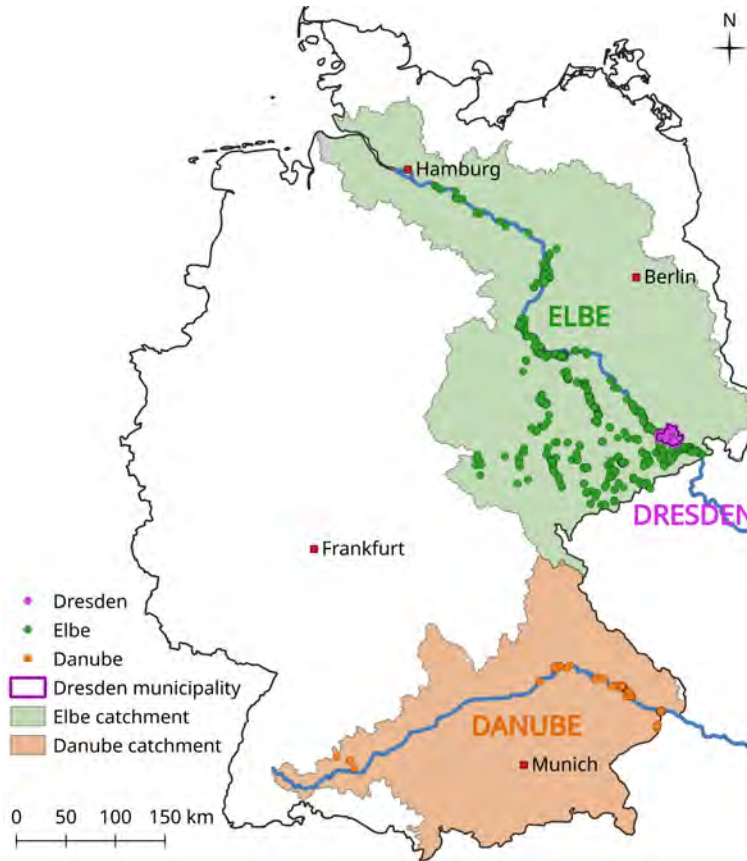 N
Hamburg
Berlin
ELBE
DRESDEN
Frankfurt
Dresden
Elbe
Danube
Dresden municipality
Elbe catchment
Danube catchment
DANUBE
Munich
0 50 100 150 km